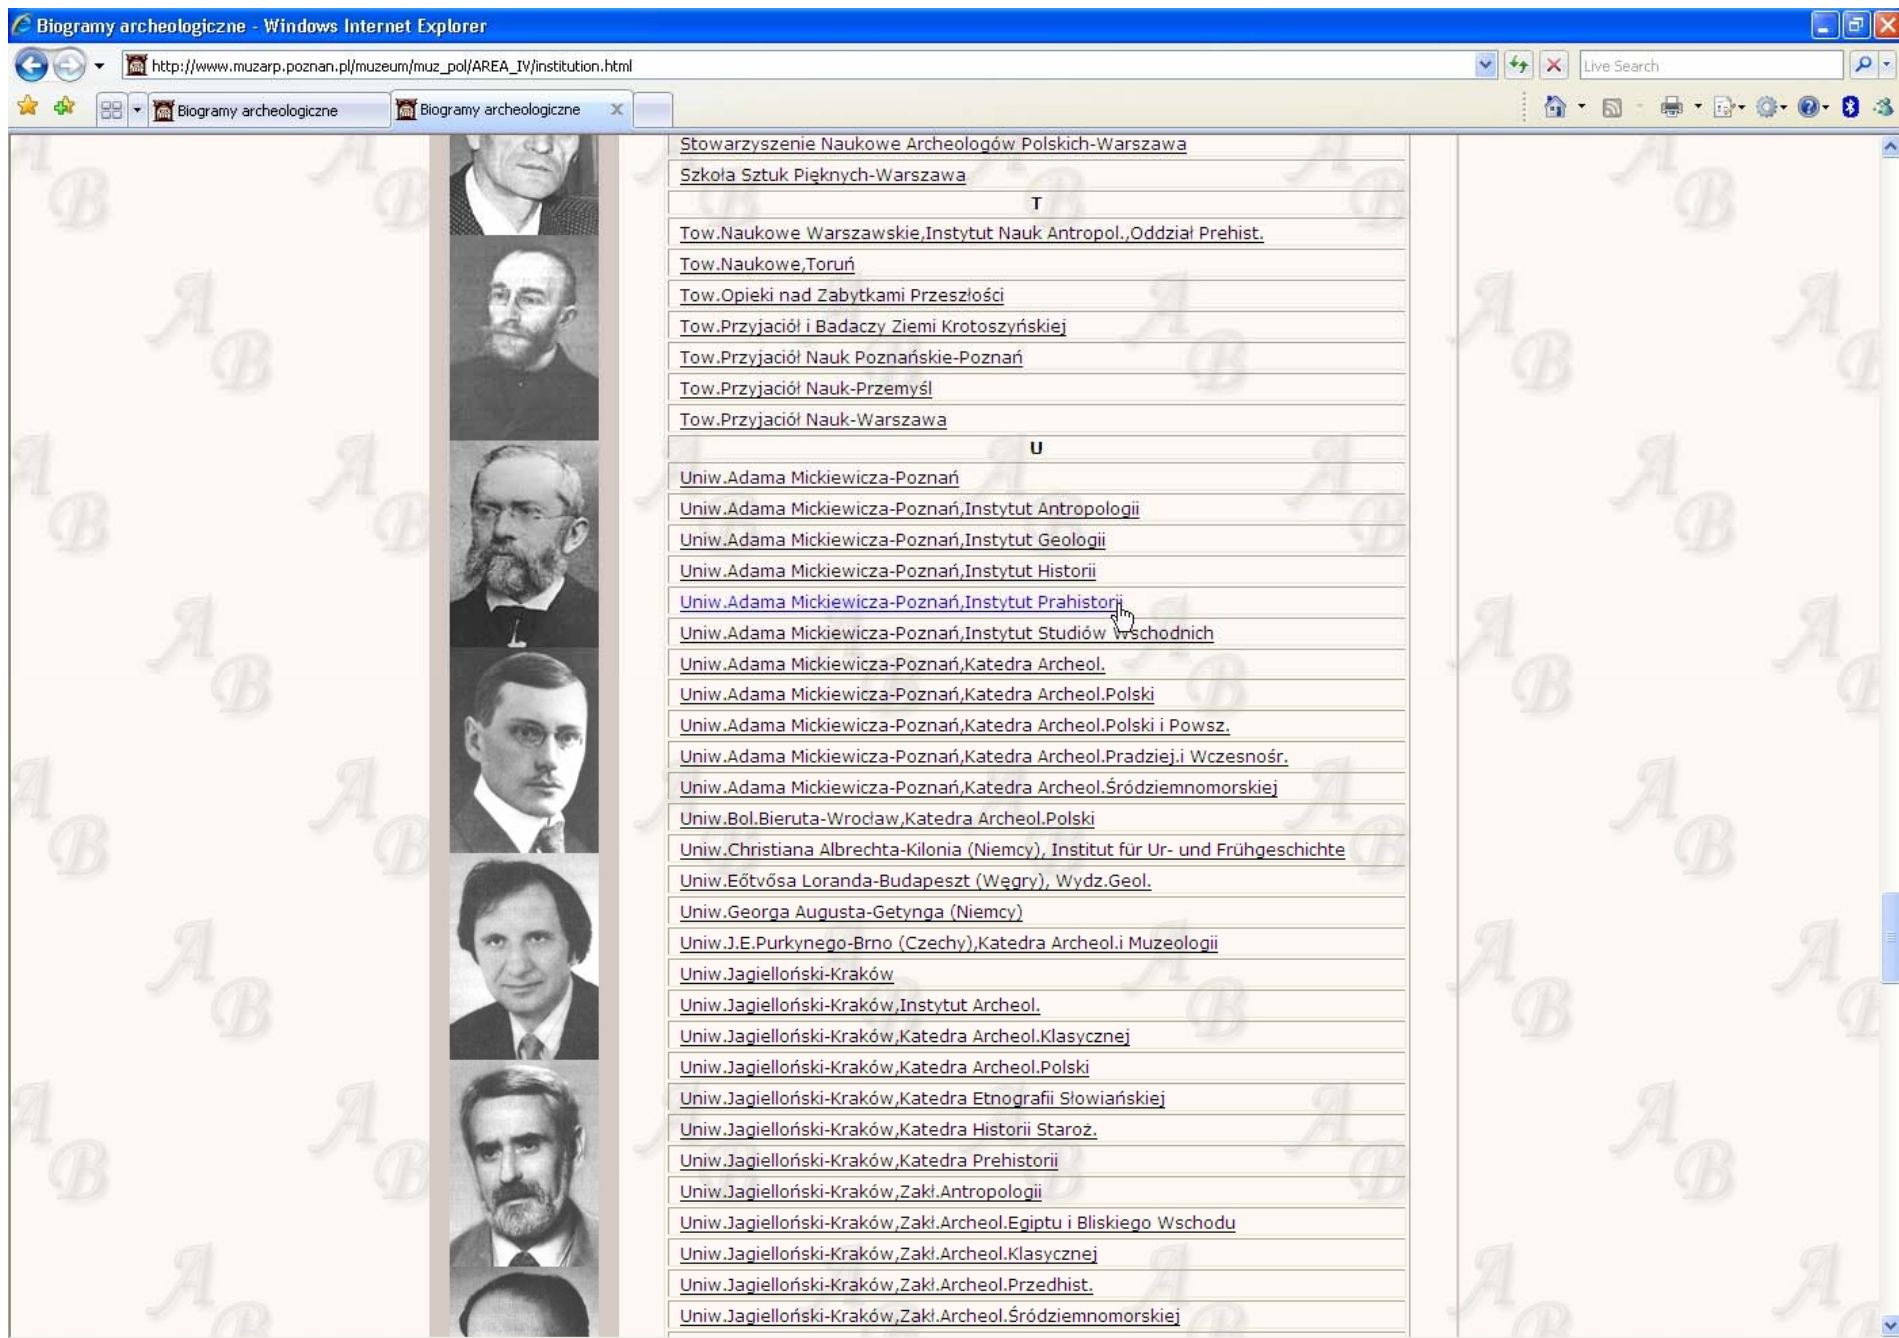 Biogramy archeologiczne - Windows Internet Explorer
http://www.muzarp.poznan.pl/muzeum/muz_pol/AREA_IV/institution.html
Live Search
Biogramy archeologiczne
Biogramy archeologiczne
Stowarzyszenie Naukowe Archeologów Polskich-Warszawa
Szkoła Sztuk Pięknych-Warszawa
T
Tow.Naukowe Warszawskie,Instytut Nauk Antropol.,Oddział Prehist.
Tow.Naukowe,Toruń
Tow.Opieki nad Zabytkami Przeszłości
Tow.Przyjaciół i Badaczy Ziemi Krotoszyńskiej
Tow.Przyjaciół Nauk Poznańskie-Poznań
Tow.Przyjaciół Nauk-Przemyśl
Tow.Przyjaciół Nauk-Warszawa
U
Uniw.Adama Mickiewicza-Poznań
Uniw.Adama Mickiewicza-Poznań,Instytut Antropologii
Uniw.Adama Mickiewicza-Poznań,Instytut Geologii
Uniw.Adama Mickiewicza-Poznań,Instytut Historii
Uniw.Adama Mickiewicza-Poznań,Instytut Prahistorii
Uniw.Adama Mickiewicza-Poznań,Instytut Studiów Wschodnich
Uniw.Adama Mickiewicza-Poznań,Katedra Archeol.
Uniw.Adama Mickiewicza-Poznań,Katedra Archeol.Polski
Uniw.Adama Mickiewicza-Poznań,Katedra Archeol.Polski i Powsz.
Uniw.Adama Mickiewicza-Poznań,Katedra Archeol.Pradziej.i Wczesnośr.
Uniw.Adama Mickiewicza-Poznań,Katedra Archeol.Śródziemnomorskiej
Uniw.Bol.Bieruta-Wrocław,Katedra Archeol.Polski
Uniw.Christiana Albrechta-Kilonia (Niemcy), Institut für Ur- und Frühgeschichte
Uniw.Eőtvősa Loranda-Budapeszt (Węgry), Wydz.Geol.
Uniw.Georga Augusta-Getynga (Niemcy)
Uniw.J.E.Purkynego-Brno (Czechy),Katedra Archeol.i Muzeologii
Uniw.Jagielloński-Kraków
Uniw.Jagielloński-Kraków,Instytut Archeol.
Uniw.Jagielloński-Kraków,Katedra Archeol.Klasycznej
Uniw.Jagielloński-Kraków,Katedra Archeol.Polski
Uniw.Jagielloński-Kraków,Katedra Etnografii Słowiańskiej
Uniw.Jagielloński-Kraków,Katedra Historii Staroż.
Uniw.Jagielloński-Kraków,Katedra Prehistorii
Uniw.Jagielloński-Kraków,Zakł.Antropologii
Uniw.Jagielloński-Kraków,Zakł.Archeol.Egiptu i Bliskiego Wschodu
Uniw.Jagielloński-Kraków,Zakł.Archeol.Klasycznej
Uniw.Jagielloński-Kraków,Zakł.Archeol.Przedhist.
Uniw.Jagielloński-Kraków,Zakł.Archeol.Śródziemnomorskiej